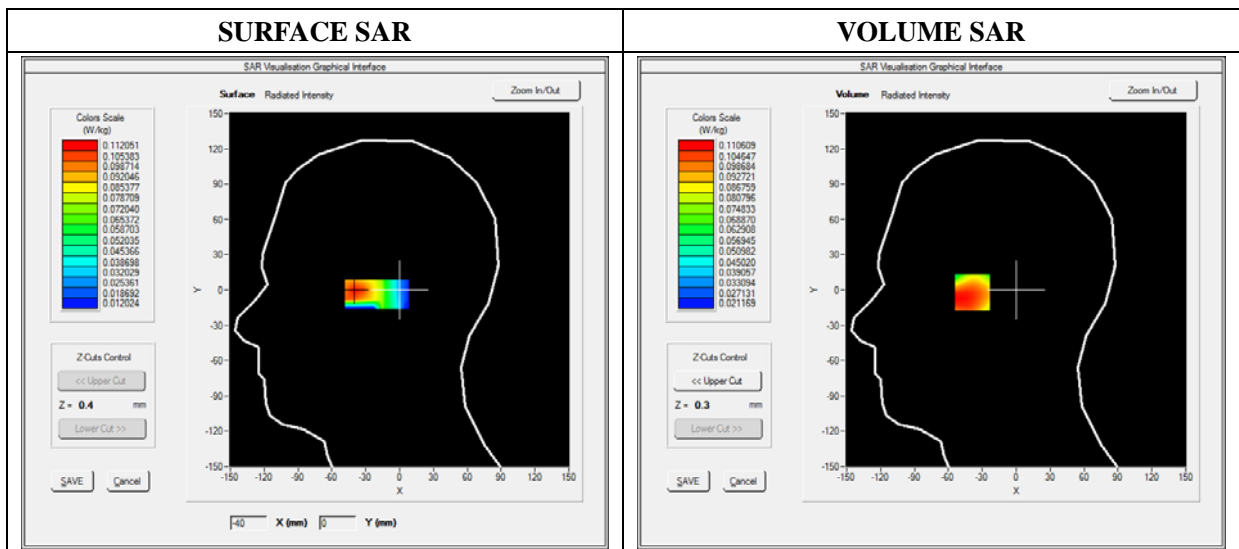 SURFACE SAR
VOLUME SAR
SAR Visualisation Graphical Interface
Surface Radiated Intensity
Zoom In/Out
Colors Scale
(W/kg)
0.112051
0.105383
0.098714
0.092046
0.085377
0.078709
0.072040
0.065372
0.058703
0.052035
0.045366
0.038698
0.032029
0.025361
0.018692
0.012024
150
120
90
60
30
0
-30
-60
-90
-120
-150
Y
-150 -120 -90 -60 -30 0 30 60 90 120 150
X
Z-Cuts Control
<< Upper Cut
Z = 0.4 mm
Lower Cut >>
SAVE Cancel
-40 X (mm) 0 Y (mm)
SAR Visualisation Graphical Interface
Volume Radiated Intensity
Zoom In/Out
Colors Scale
(W/kg)
0.110609
0.104647
0.098684
0.092721
0.086759
0.080796
0.074833
0.068870
0.062908
0.056945
0.050982
0.045020
0.039057
0.033094
0.027131
0.021169
150
120
90
60
30
0
-30
-60
-90
-120
-150
Y
-150 -120 -90 -60 -30 0 30 60 90 120 150
X
Z-Cuts Control
<< Upper Cut
Z = 0.3 mm
Lower Cut >>
SAVE Cancel